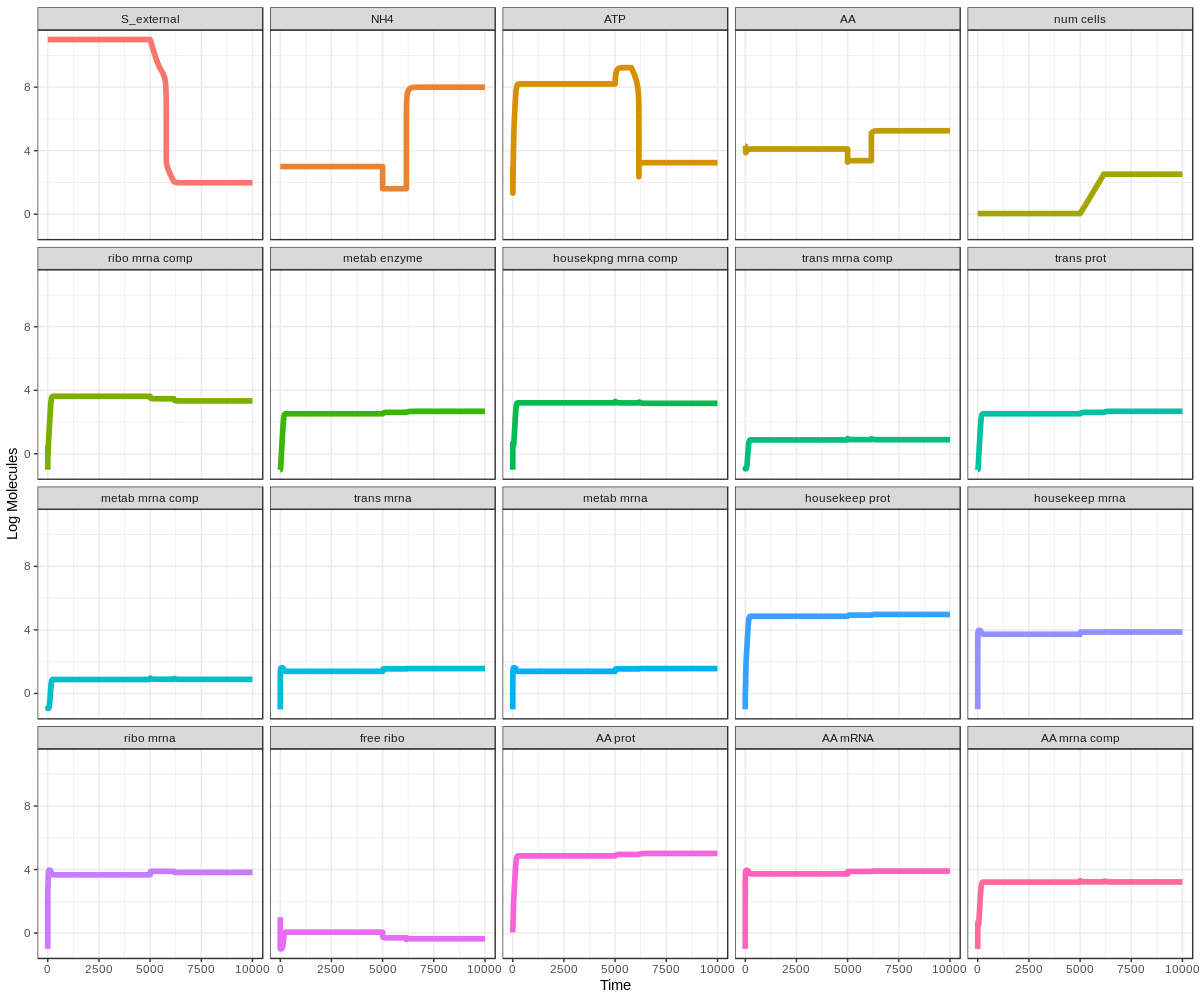 S_external NH4 ATP AA num cells
8
4
0
ribo mrna comp metab enzyme housekpng mrna comp trans mrna comp trans prot
8
4
0
metab mrna comp trans mrna metab mrna housekeep prot housekeep mrna
8
4
0
ribo mrna free ribo AA prot AA mRNA AA mrna comp
8
4
0
0 2500 5000 7500 10000 0 2500 5000 7500 10000 0 2500 5000 7500 10000 0 2500 5000 7500 10000 0 2500 5000 7500 10000
Time
Log Molecules